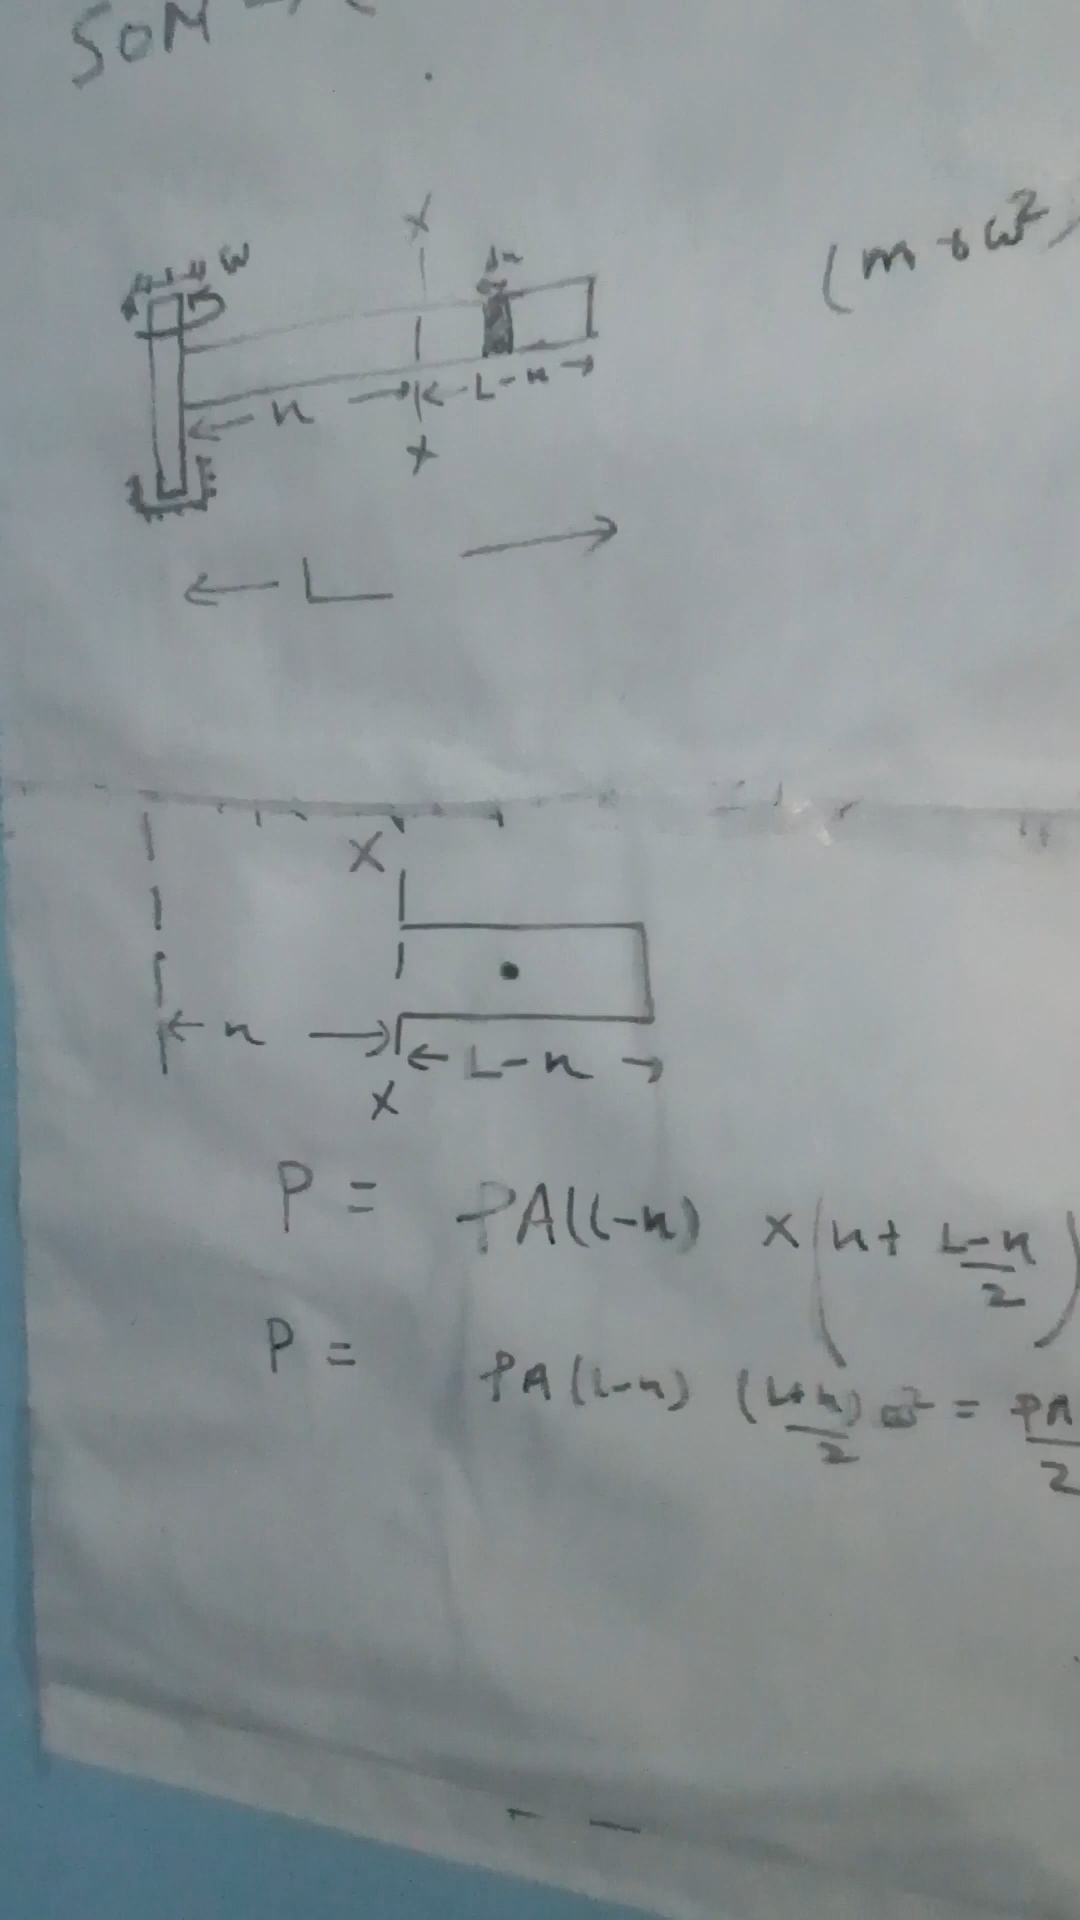 SOM
X
ω
dx
(m r ω²)
x
L-x
X
L
X
x
L-x
X
P = ρA(L-x) x (x + L-x/2)
P = ρA(L-x) (L+x/2) ω² = ρA/2